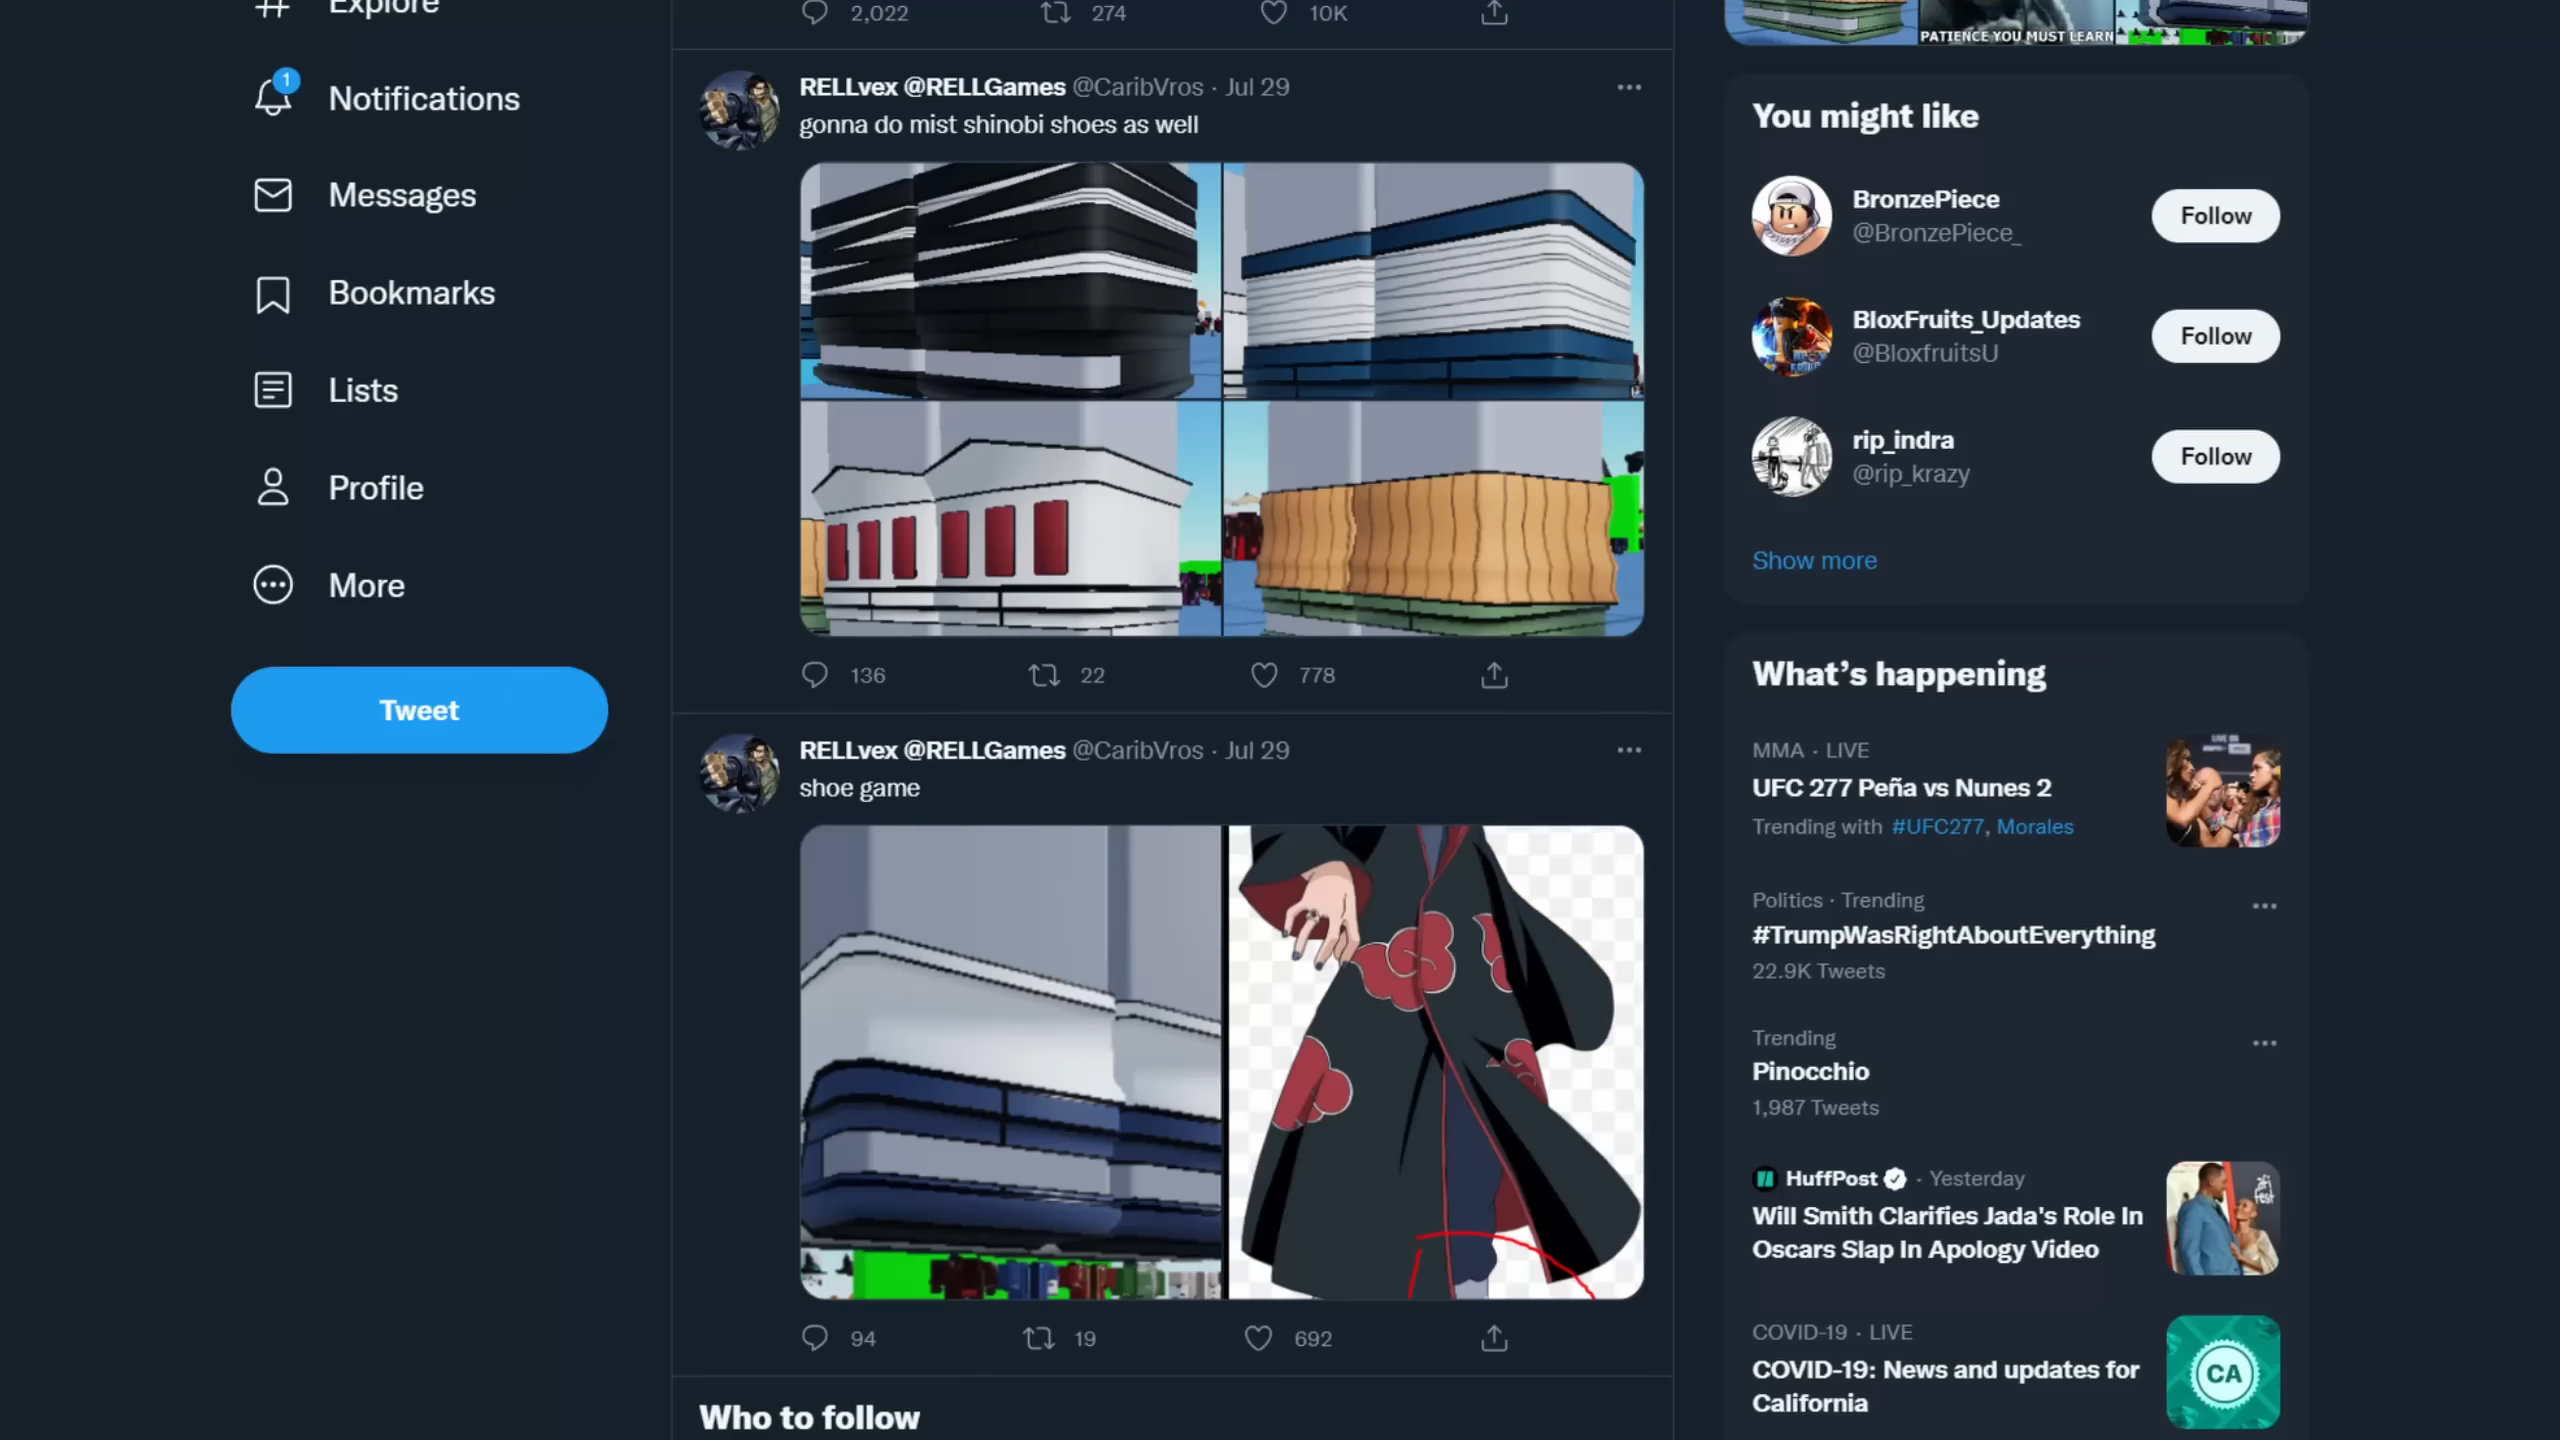 Explore
1
Notifications
Messages
Bookmarks
Lists
Profile
More
Tweet
2,022 274 10K
RELLvex @RELLGames @CaribVros · Jul 29
gonna do mist shinobi shoes as well
136 22 778
RELLvex @RELLGames @CaribVros · Jul 29
shoe game
94 19 692
Who to follow
PATIENCE YOU MUST LEARN
You might like
BronzePiece
@BronzePiece_
Follow
BloxFruits_Updates
@BloxfruitsU
Follow
rip_indra
@rip_krazy
Follow
Show more
What's happening
MMA · LIVE
UFC 277 Peña vs Nunes 2
Trending with #UFC277, Morales
Politics · Trending
#TrumpWasRightAboutEverything
22.9K Tweets
Trending
Pinocchio
1,987 Tweets
HuffPost · Yesterday
Will Smith Clarifies Jada's Role In
Oscars Slap In Apology Video
COVID-19 · LIVE
COVID-19: News and updates for
California
CA